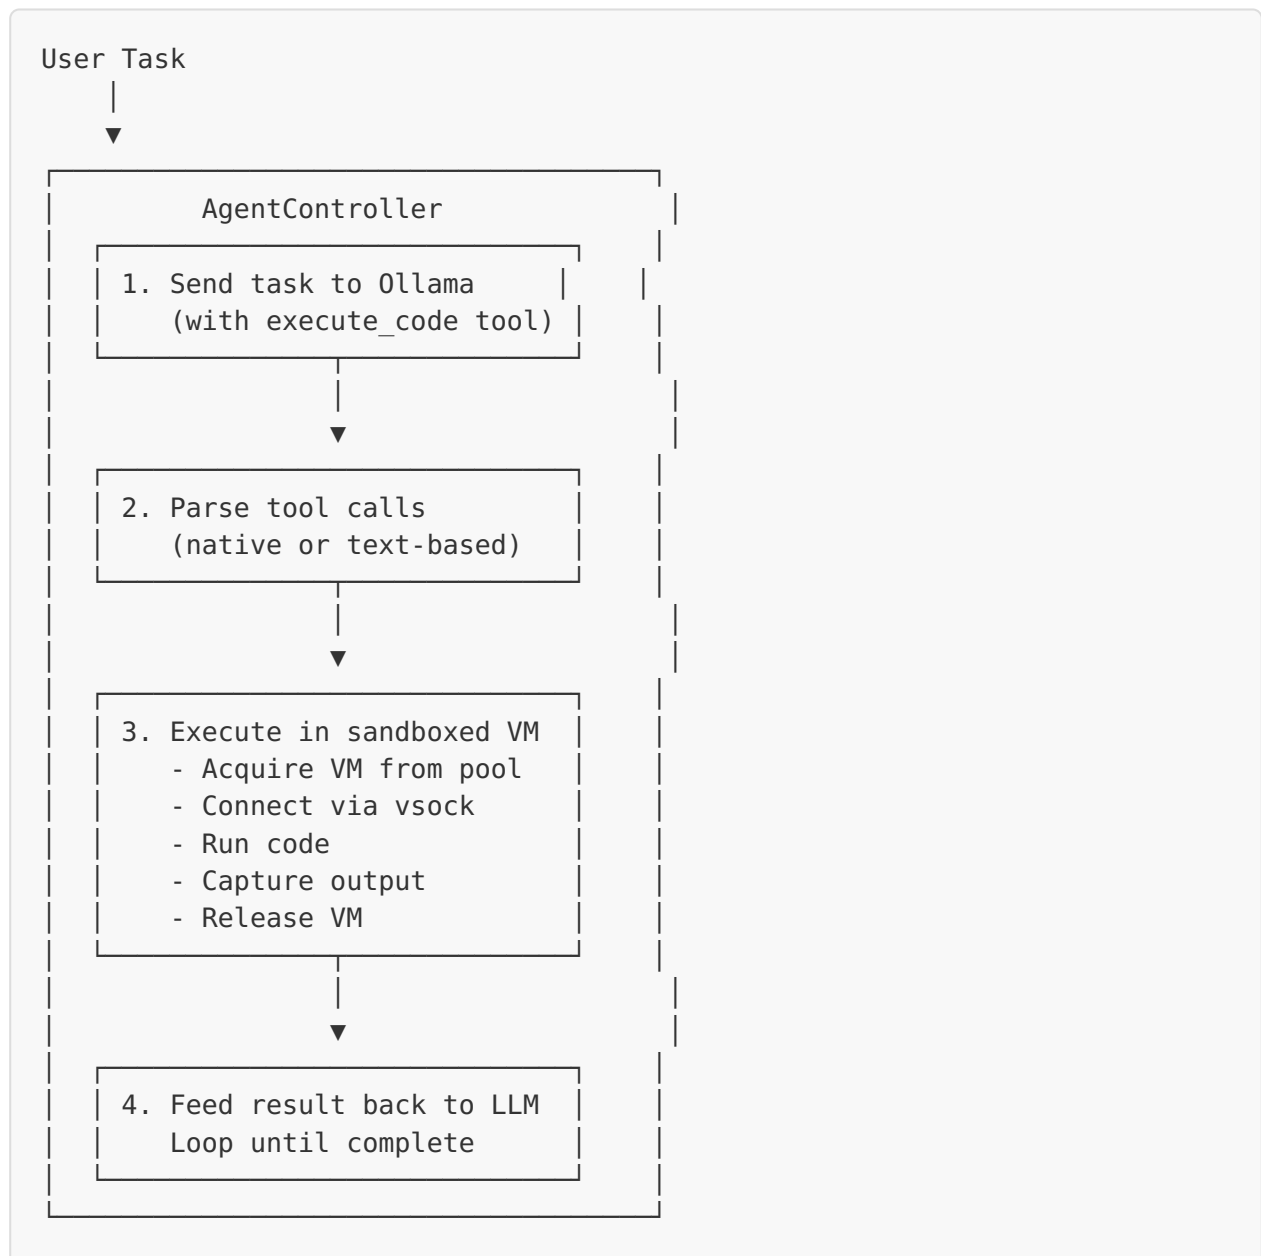 User Task
AgentController
1. Send task to Ollama
(with execute_code tool)
2. Parse tool calls
(native or text-based)
3. Execute in sandboxed VM
- Acquire VM from pool
- Connect via vsock
- Run code
- Capture output
- Release VM
4. Feed result back to LLM
Loop until complete